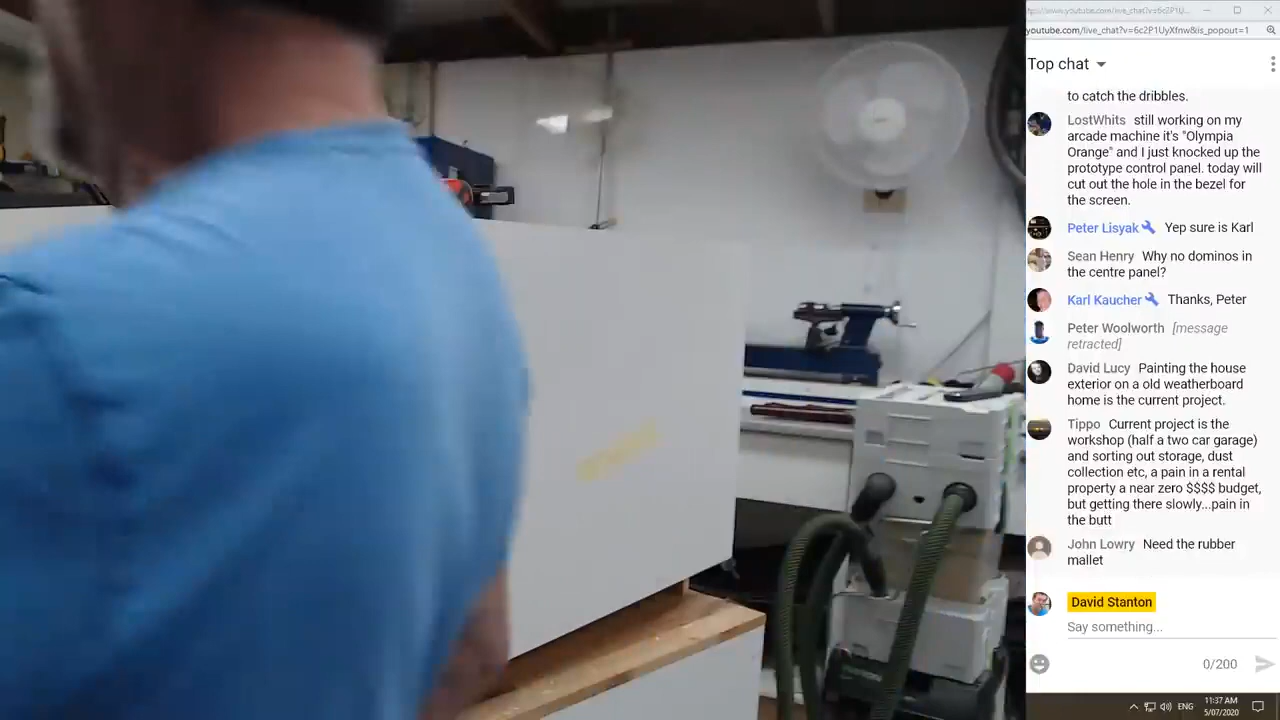 ttp://www.youtube.com/live_chat?v=6c2P1UyX...
youtube.com/live_chat?v=6c2P1UyXfnw&is_popout=1
Top chat
to catch the dribbles.
LostWhits still working on my
arcade machine it's "Olympia
Orange" and I just knocked up the
prototype control panel. today will
cut out the hole in the bezel for
the screen.
Peter Lisyak Yep sure is Karl
Sean Henry Why no dominos in
the centre panel?
Karl Kaucher Thanks, Peter
Peter Woolworth [message
retracted]
David Lucy Painting the house
exterior on a old weatherboard
home is the current project.
Tippo Current project is the
workshop (half a two car garage)
and sorting out storage, dust
collection etc, a pain in a rental
property a near zero $$$$ budget,
but getting there slowly...pain in
the butt
John Lowry Need the rubber
mallet
David Stanton
Say something...
0/200
11:37 AM
ENG
5/07/2020